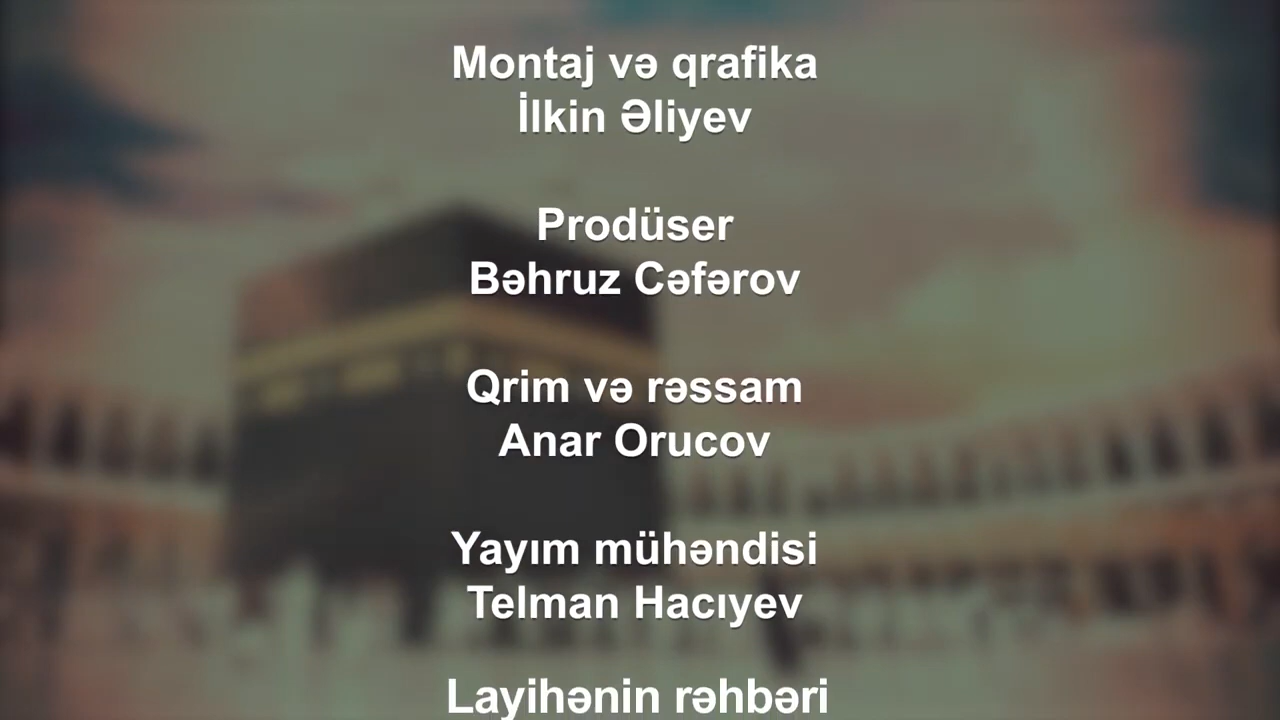 Montaj və qrafika
İlkin Əliyev
Prodüser
Bəhruz Cəfərov
Qrim və rəssam
Anar Orucov
Yayım mühəndisi
Telman Hacıyev
Layihənin rəhbəri